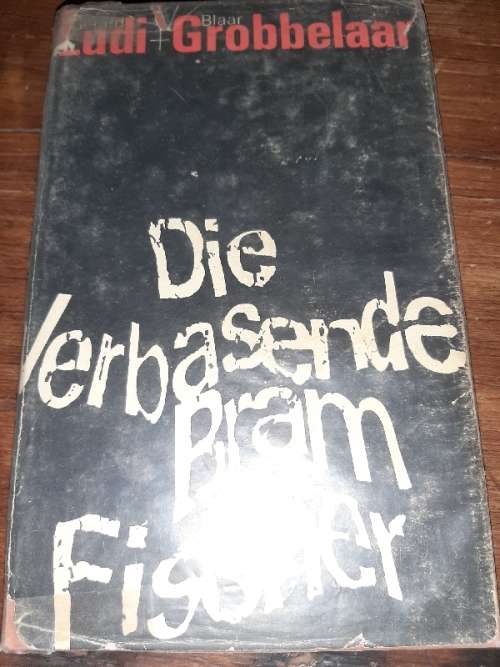 Blaar
Ludi + Grobbelaar
Die
Verbasende
Bram
Fischer